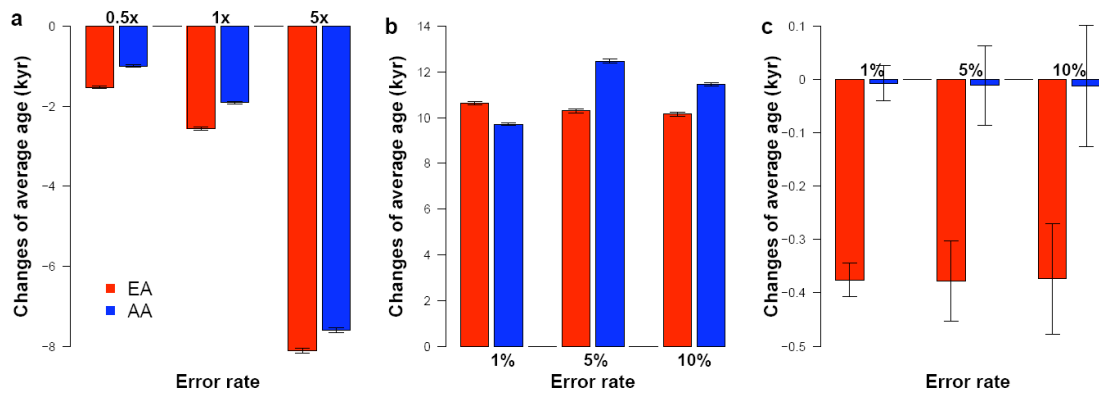 a
0.5x 1x 5x
Changes of average age (kyr)
0
−2
−4
−6
−8
EA
AA
Error rate
b
Changes of average age (kyr)
14
12
10
8
6
4
2
0
1% 5% 10%
Error rate
c
Changes of average age (kyr)
0.1
0
−0.1
−0.2
−0.3
−0.4
−0.5
1% 5% 10%
Error rate